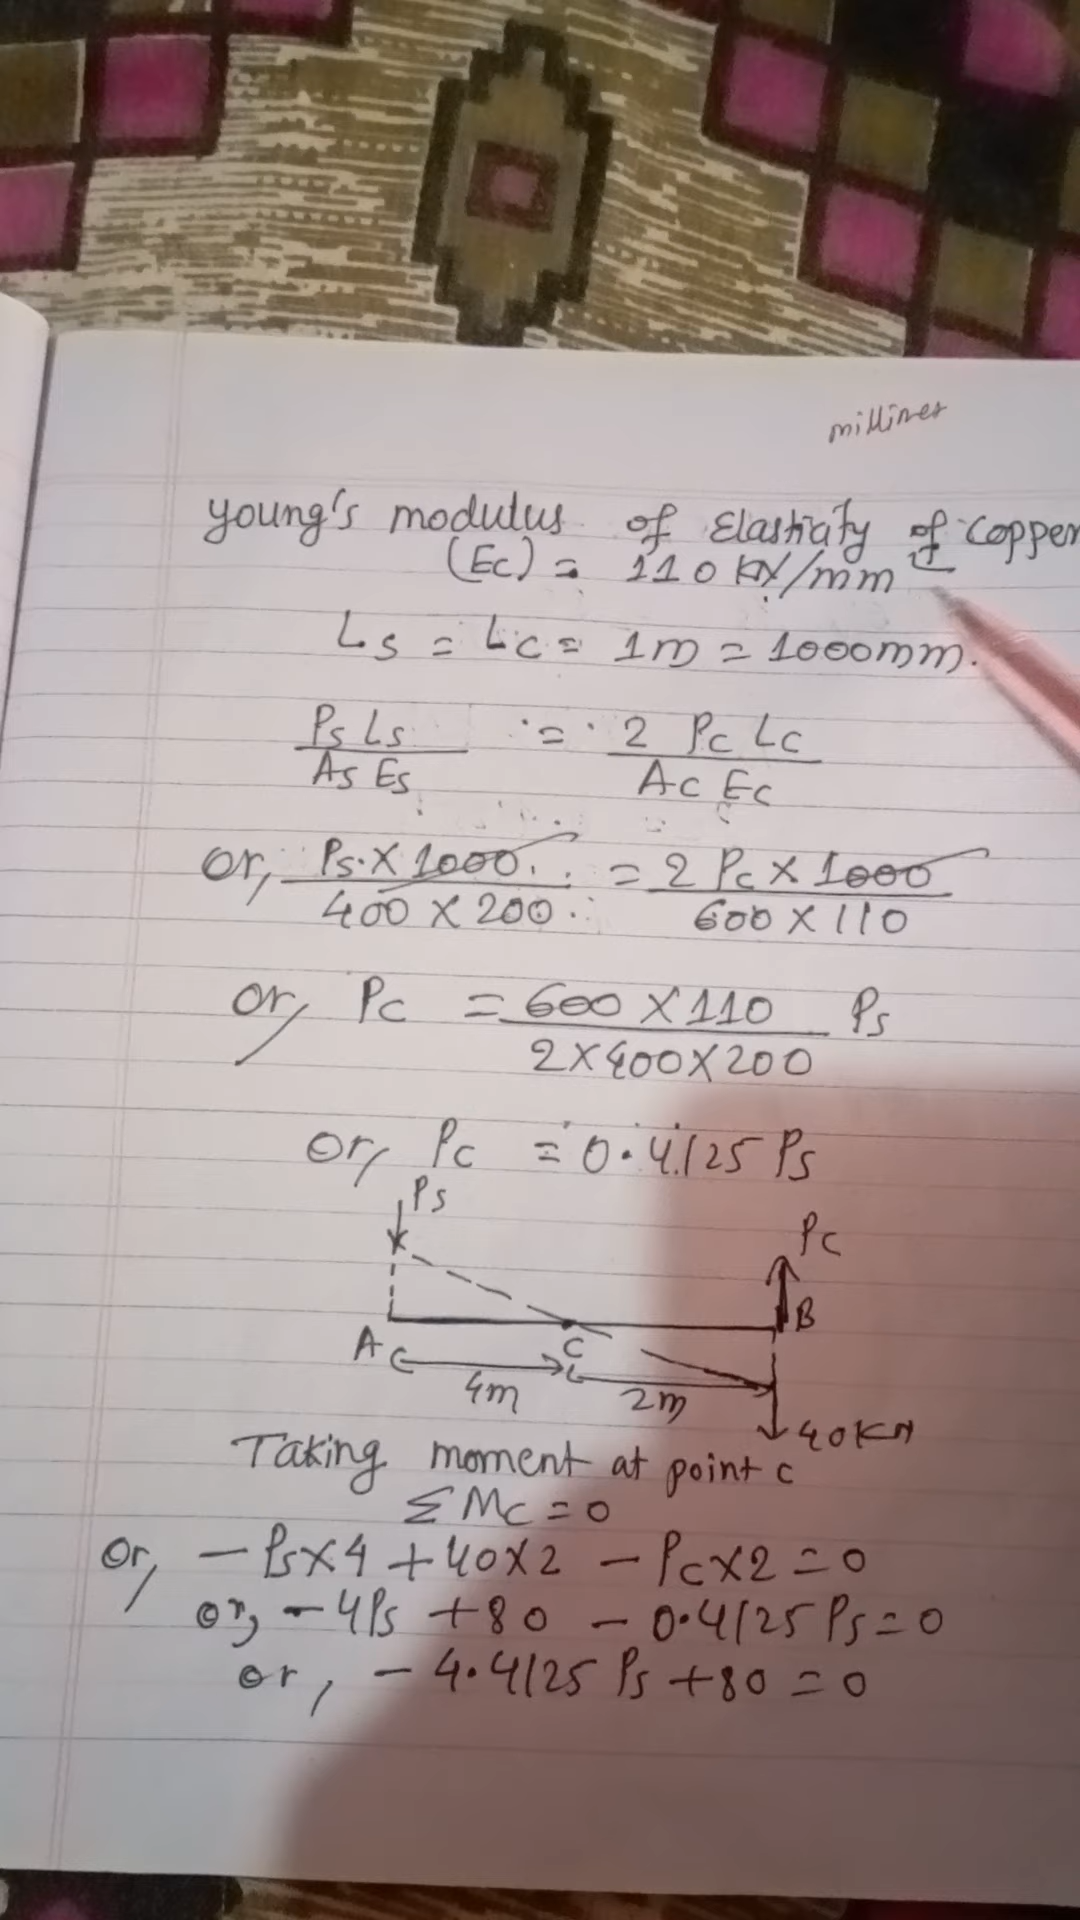 milliner
young's modulus of Elasticity of copper
(Ec) = 110 KN/mm²
Ls = Lc = 1m = 1000mm.
Ps Ls / As Es = 2 Pc Lc / Ac Ec
or, Ps × 1000 / 400 × 200 = 2 Pc × 1000 / 600 × 110
or, Pc = 600 × 110 / 2 × 400 × 200 Ps
or, Pc = 0.4125 Ps
Ps
Pc
A C B
4m 2m
40KN
Taking moment at point c
ΣMc = 0
or, - Ps×4 + 40×2 - Pc×2 = 0
or, - 4Ps + 80 - 0.4125 Ps = 0
or, - 4.4125 Ps + 80 = 0